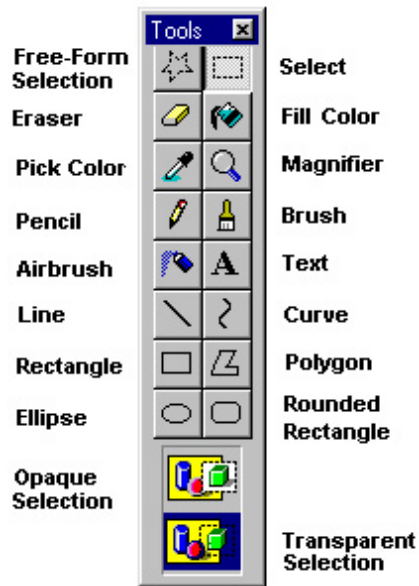 Tools
Free-Form
Selection
Select
Eraser
Fill Color
Pick Color
Magnifier
Pencil
Brush
Airbrush
A
Text
Line
Curve
Rectangle
Polygon
Ellipse
Rounded
Rectangle
Opaque
Selection
Transparent
Selection